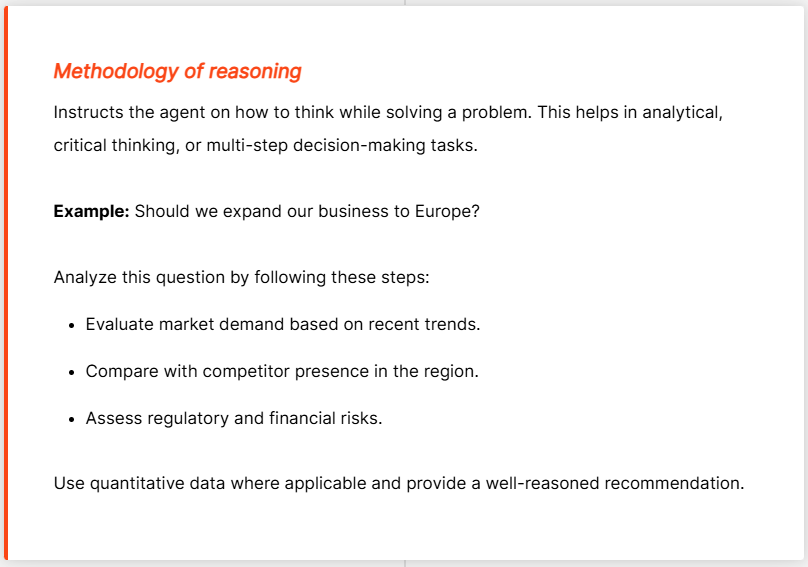 Methodology of reasoning
Instructs the agent on how to think while solving a problem. This helps in analytical,
critical thinking, or multi-step decision-making tasks.
Example: Should we expand our business to Europe?
Analyze this question by following these steps:
• Evaluate market demand based on recent trends.
• Compare with competitor presence in the region.
• Assess regulatory and financial risks.
Use quantitative data where applicable and provide a well-reasoned recommendation.